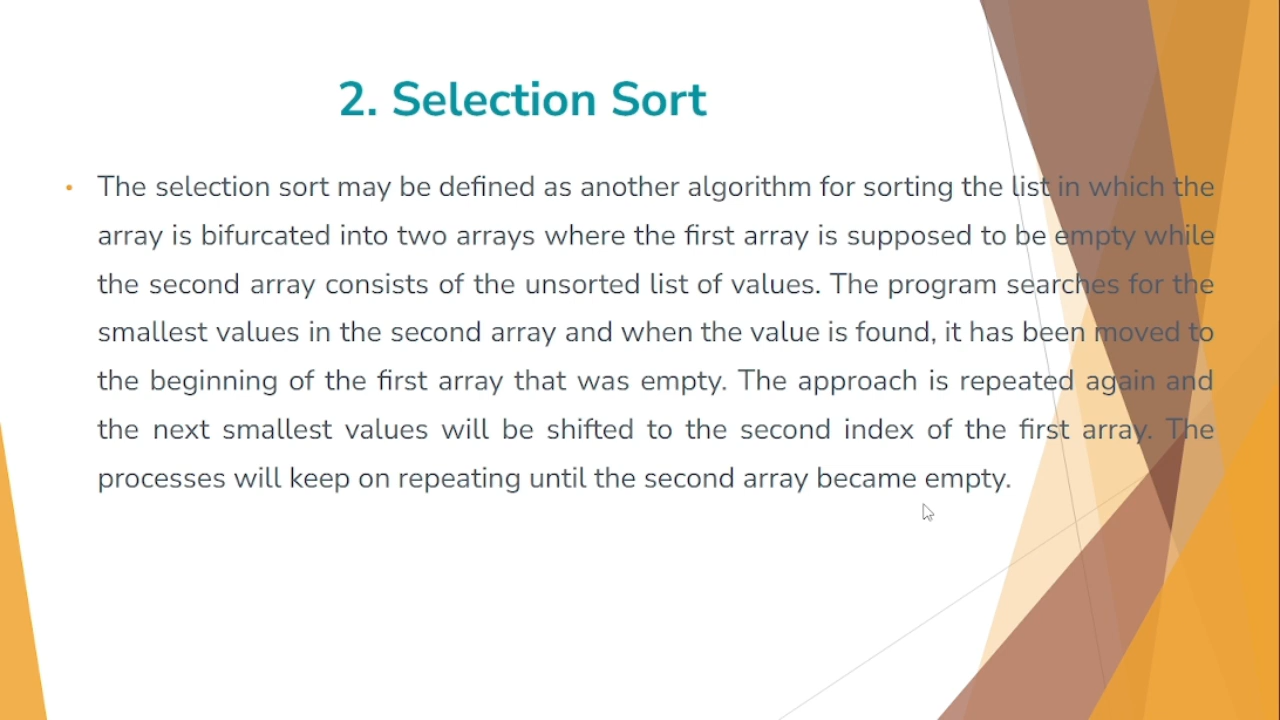 2. Selection Sort
• The selection sort may be defined as another algorithm for sorting the list in which the
array is bifurcated into two arrays where the first array is supposed to be empty while
the second array consists of the unsorted list of values. The program searches for the
smallest values in the second array and when the value is found, it has been moved to
the beginning of the first array that was empty. The approach is repeated again and
the next smallest values will be shifted to the second index of the first array. The
processes will keep on repeating until the second array became empty.